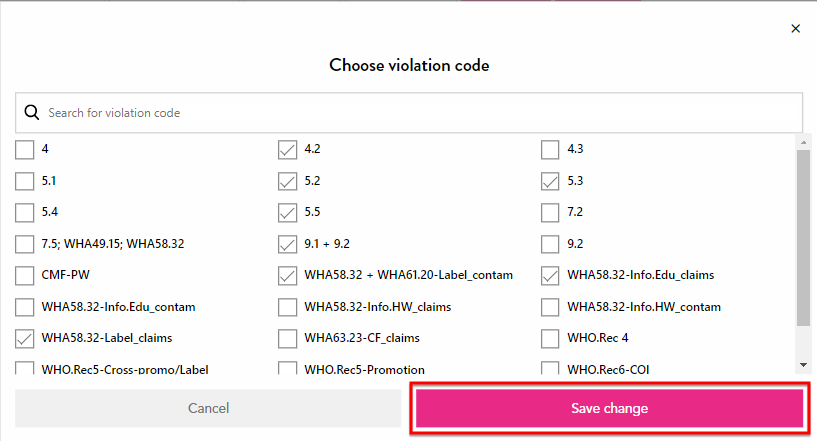 Choose violation code
Search for violation code
4 4.2 4.3
5.1 5.2 5.3
5.4 5.5 7.2
7.5; WHA49.15; WHA58.32 9.1 + 9.2 9.2
CMF-PW WHA58.32 + WHA61.20-Label_contam WHA58.32-Info.Edu_claims
WHA58.32-Info.Edu_contam WHA58.32-Info.HW_claims WHA58.32-Info.HW_contam
WHA58.32-Label_claims WHA63.23-CF_claims WHO.Rec 4
WHO.Rec5-Cross-promo/Label WHO.Rec5-Promotion WHO.Rec6-COI
Cancel Save change